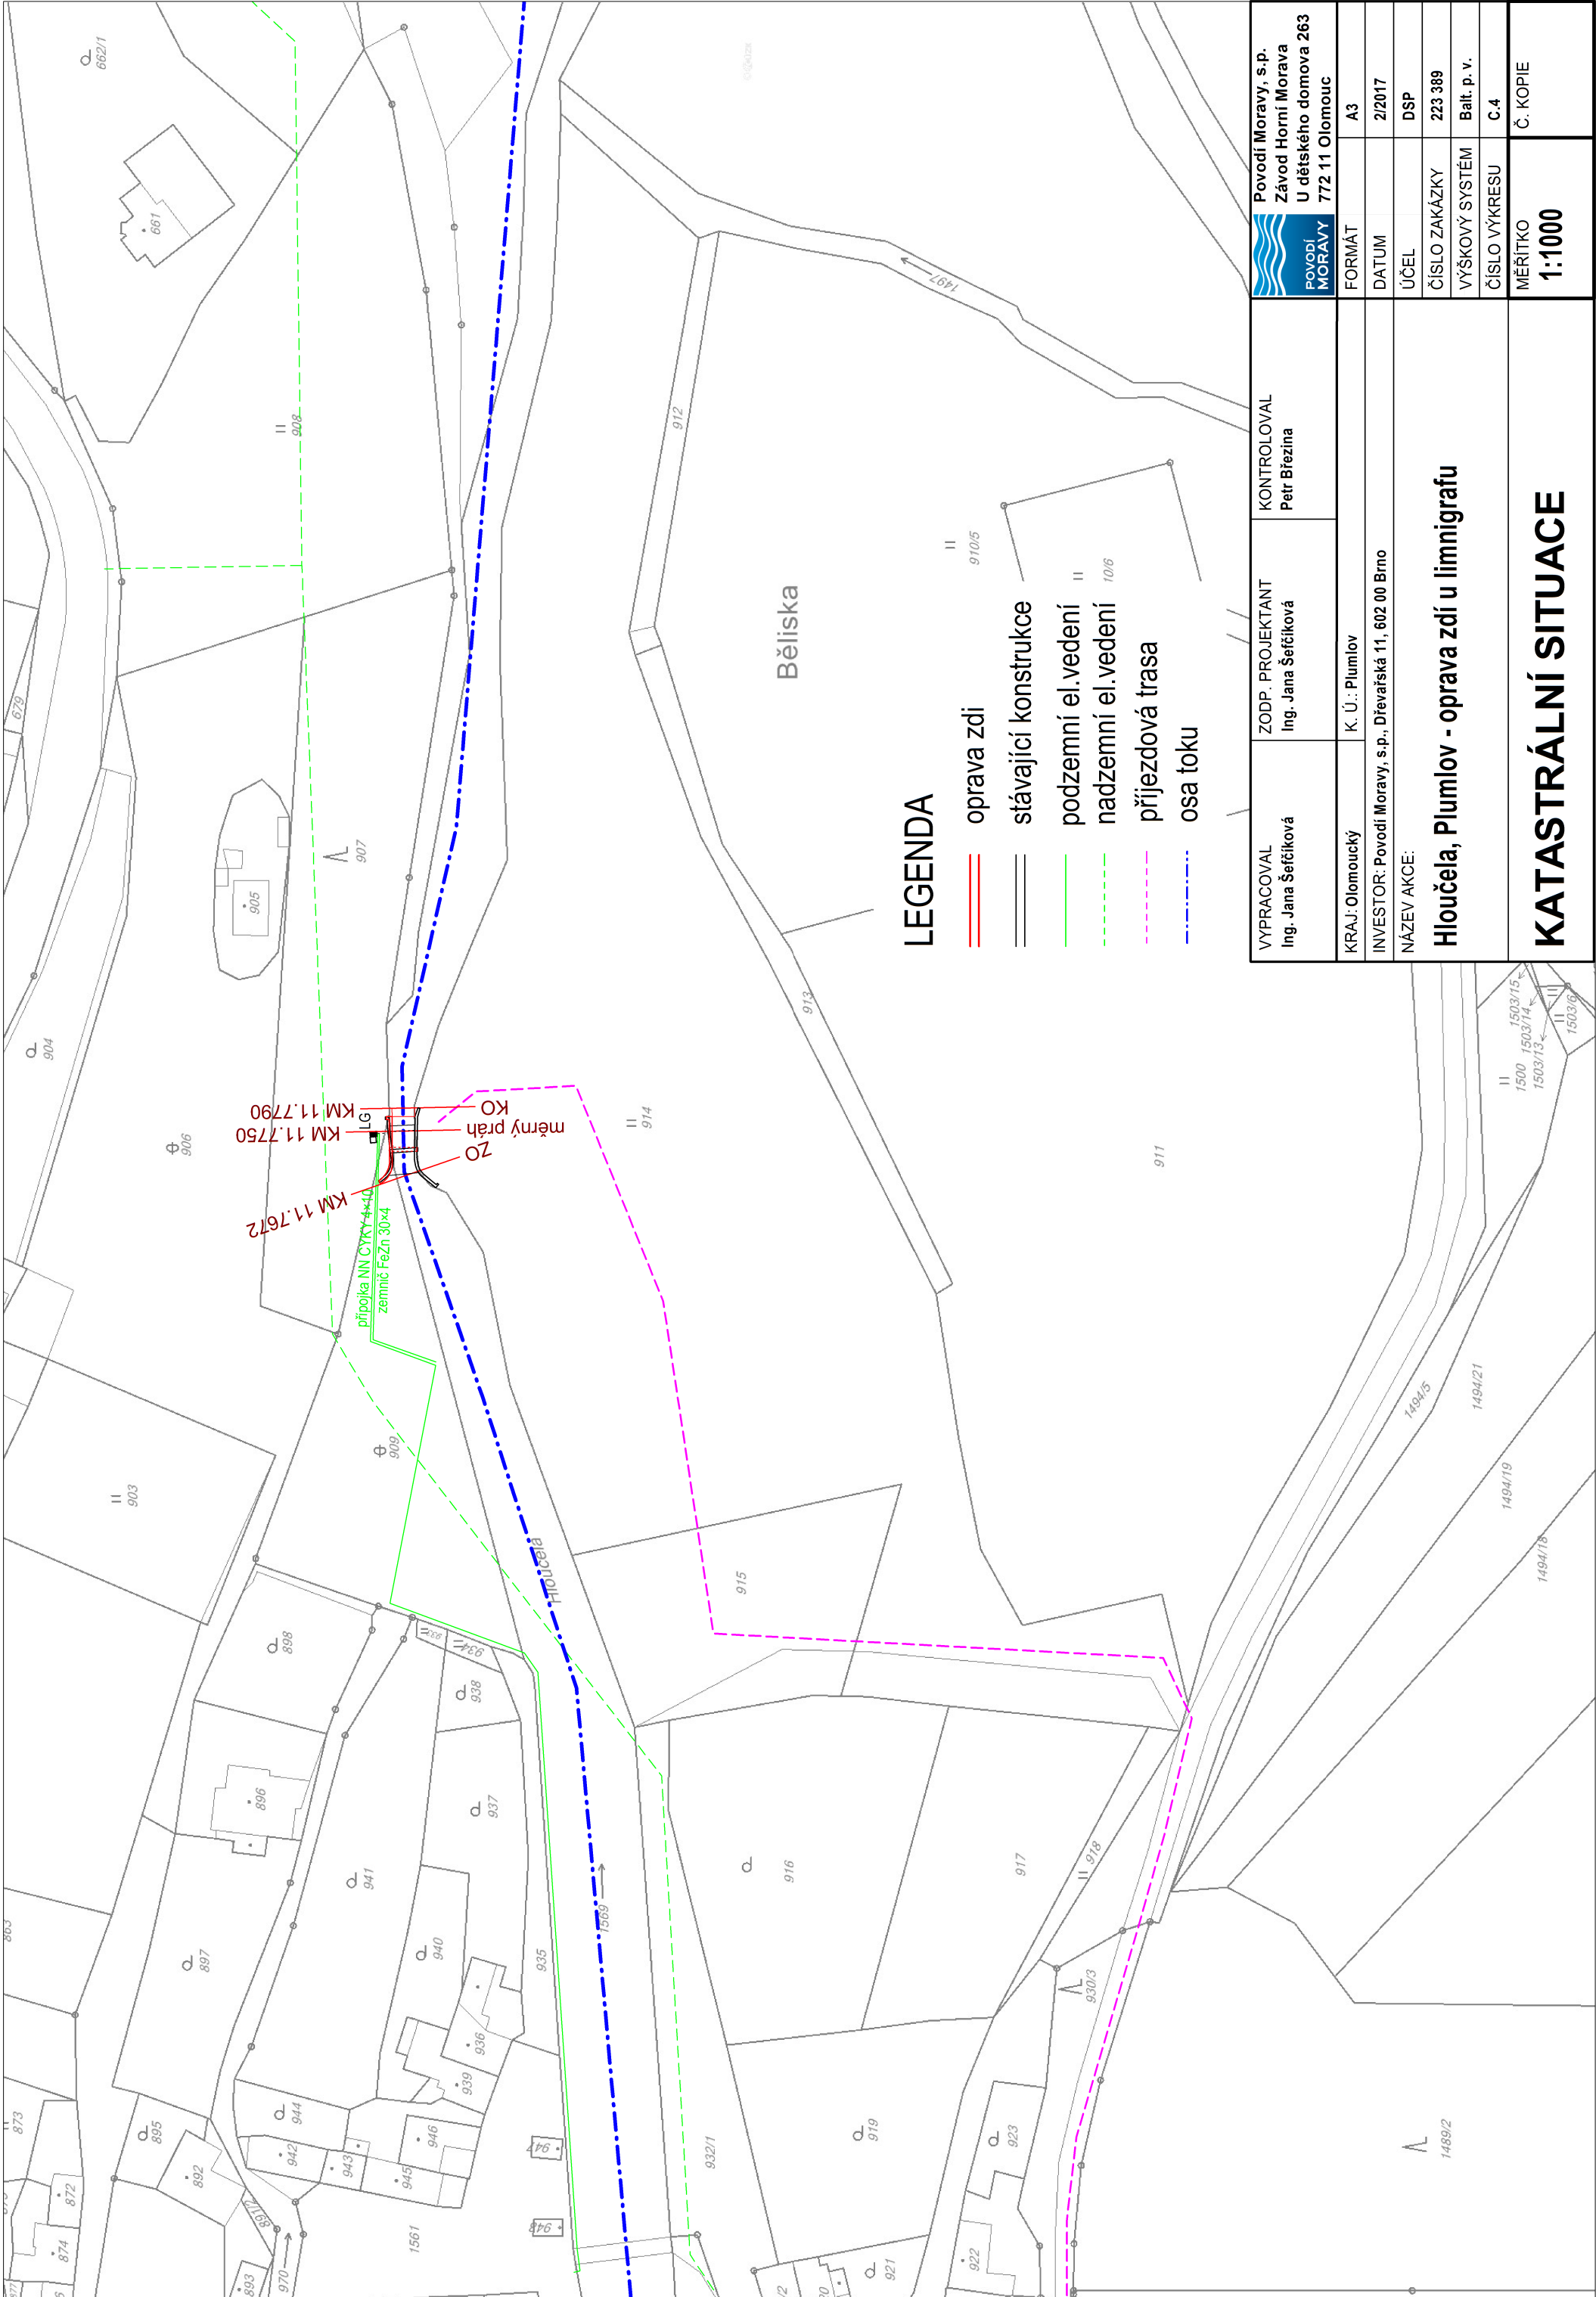 662/1
661
908
679
907
905
904
906
903
909
898
896
941
897
863
873
895
892
872
874
893
891/2
970
944
942
943
945
946
1561
940
939
936
938
937
934
935
947
948
1569
Hloučela
932/1
916
915
914
913
912
911
910/5
10/6
1497
Běliska
917
918
919
921
922
923
930/3
1489/2
1494/18
1494/19
1494/21
1494/5
1500
1503/13
1503/14
1503/15
1503/6
KM 11.7790
KM 11.7750
KM 11.7672
LG
KO
měrný práh
ZO
přípojka NN CYKY 4×10
zemnič FeZn 30×4
LEGENDA
oprava zdi
stávající konstrukce
podzemní el.vedení
nadzemní el.vedení
příjezdová trasa
osa toku
VYPRACOVAL
Ing. Jana Šefčíková
ZODP. PROJEKTANT
Ing. Jana Šefčíková
KONTROLOVAL
Petr Březina
POVODÍ
MORAVY
Povodí Moravy, s.p.
Závod Horní Morava
U dětského domova 263
772 11 Olomouc
KRAJ: Olomoucký
K. Ú.: Plumlov
INVESTOR: Povodí Moravy, s.p., Dřevařská 11, 602 00 Brno
NÁZEV AKCE:
Hloučela, Plumlov - oprava zdí u limnigrafu
FORMÁT A3
DATUM 2/2017
ÚČEL DSP
ČÍSLO ZAKÁZKY 223 389
VÝŠKOVÝ SYSTÉM Balt. p. v.
ČÍSLO VÝKRESU C.4
KATASTRÁLNÍ SITUACE
MĚŘÍTKO
1:1000
Č. KOPIE